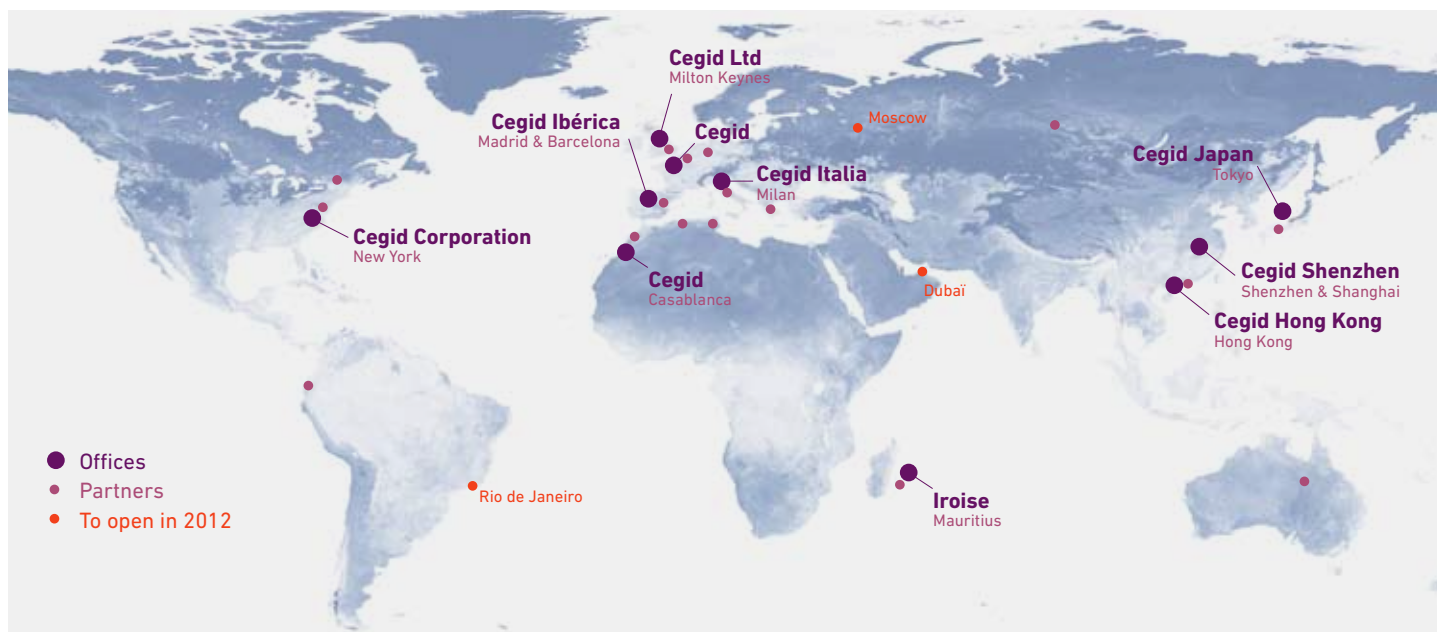 Cegid Ltd
Milton Keynes
Cegid Ibérica
Madrid & Barcelona
Cegid
Moscow
Cegid Italia
Milan
Cegid Japan
Tokyo
Cegid Corporation
New York
Cegid
Casablanca
Dubaï
Cegid Shenzhen
Shenzhen & Shanghai
Cegid Hong Kong
Hong Kong
Offices
Partners
To open in 2012
Rio de Janeiro
Iroise
Mauritius